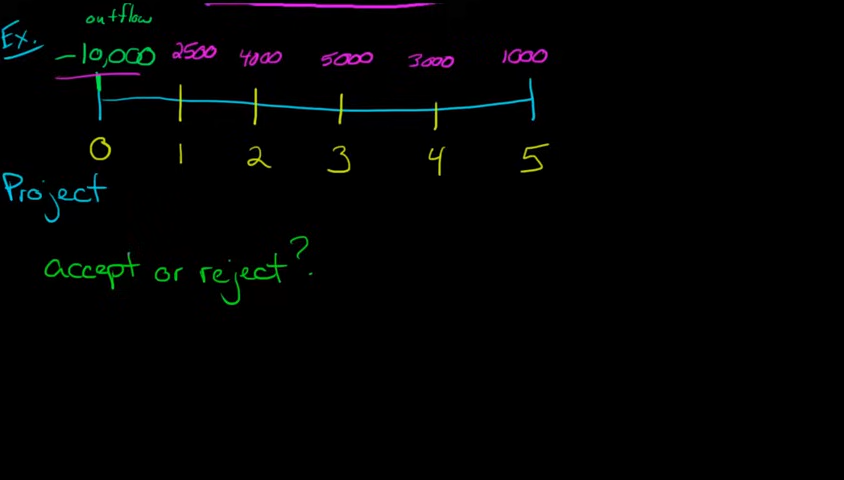 outflow
Ex.
-10,000 2500 4000 5000 3000 1000
0 1 2 3 4 5
Project
accept or reject?